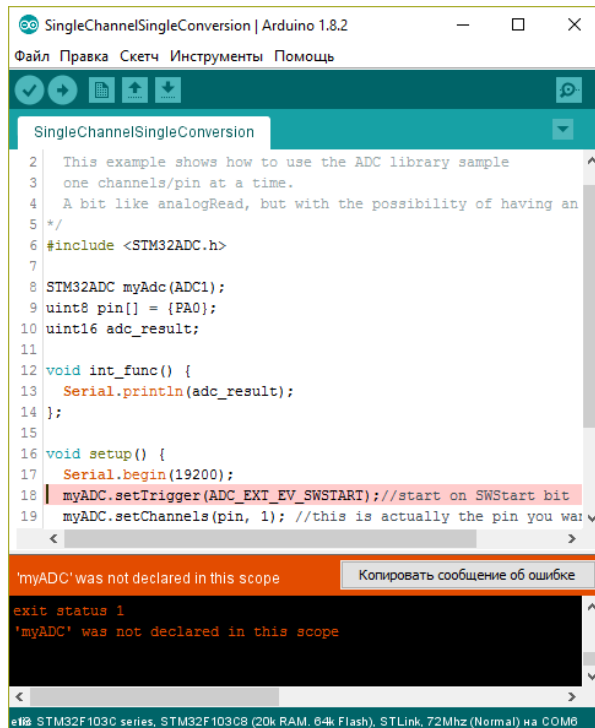 SingleChannelSingleConversion | Arduino 1.8.2
Файл Правка Скетч Инструменты Помощь
SingleChannelSingleConversion
2 This example shows how to use the ADC library sample
3 one channels/pin at a time.
4 A bit like analogRead, but with the possibility of having an
5 */
6 #include <STM32ADC.h>
7
8 STM32ADC myAdc(ADC1);
9 uint8 pin[] = {PA0};
10 uint16 adc_result;
11
12 void int_func() {
13 Serial.println(adc_result);
14 };
15
16 void setup() {
17 Serial.begin(19200);
18 myADC.setTrigger(ADC_EXT_EV_SWSTART);//start on SWStart bit
19 myADC.setChannels(pin, 1); //this is actually the pin you wan
'myADC' was not declared in this scope
Копировать сообщение об ошибке
exit status 1
'myADC' was not declared in this scope
STM32F103C series, STM32F103C8 (20k RAM. 64k Flash), STLink, 72Mhz (Normal) на COM6